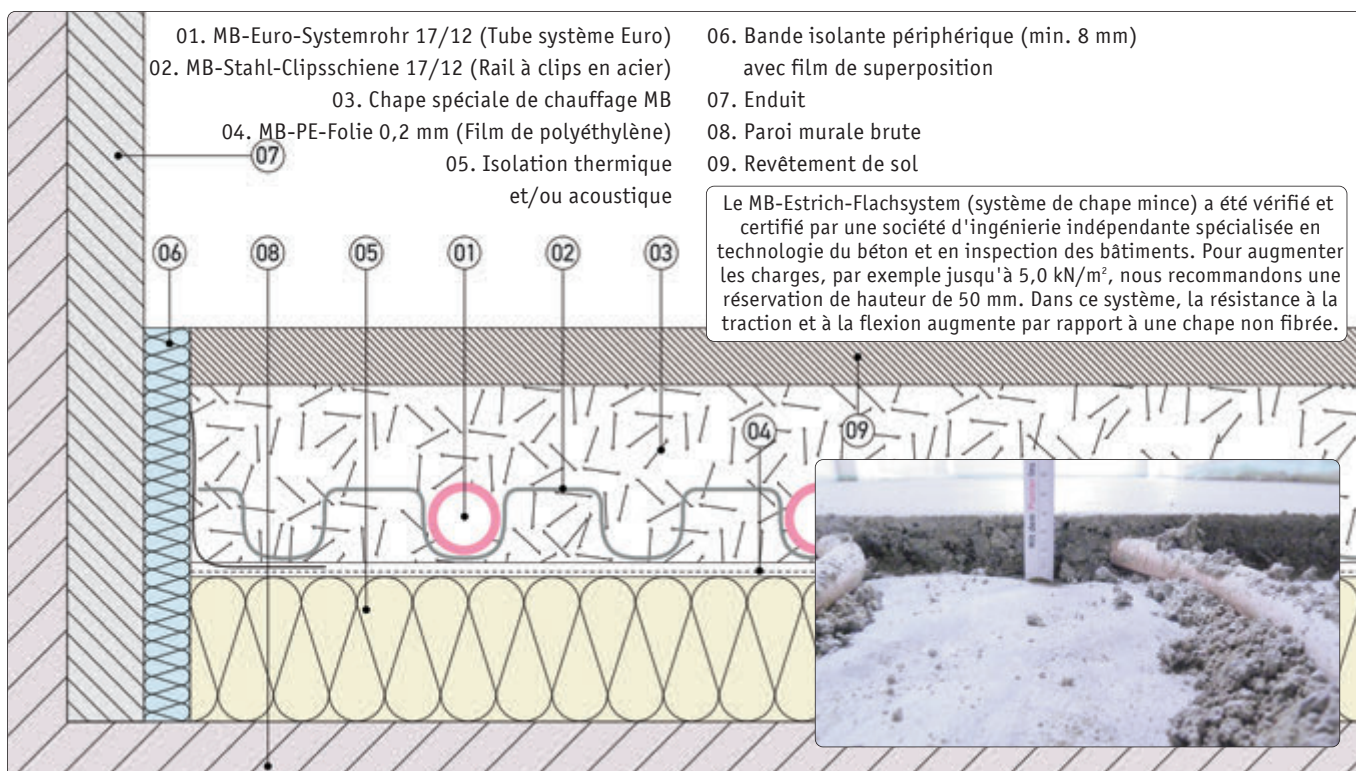 01. MB-Euro-Systemrohr 17/12 (Tube système Euro)
02. MB-Stahl-Clipsschiene 17/12 (Rail à clips en acier)
03. Chape spéciale de chauffage MB
04. MB-PE-Folie 0,2 mm (Film de polyéthylène)
05. Isolation thermique
et/ou acoustique
06. Bande isolante périphérique (min. 8 mm)
avec film de superposition
07. Enduit
08. Paroi murale brute
09. Revêtement de sol
Le MB-Estrich-Flachsystem (système de chape mince) a été vérifié et
certifié par une société d'ingénierie indépendante spécialisée en
technologie du béton et en inspection des bâtiments. Pour augmenter
les charges, par exemple jusqu'à 5,0 kN/m², nous recommandons une
réservation de hauteur de 50 mm. Dans ce système, la résistance à la
traction et à la flexion augmente par rapport à une chape non fibrée.
07
06
08
05
01
02
03
04
09